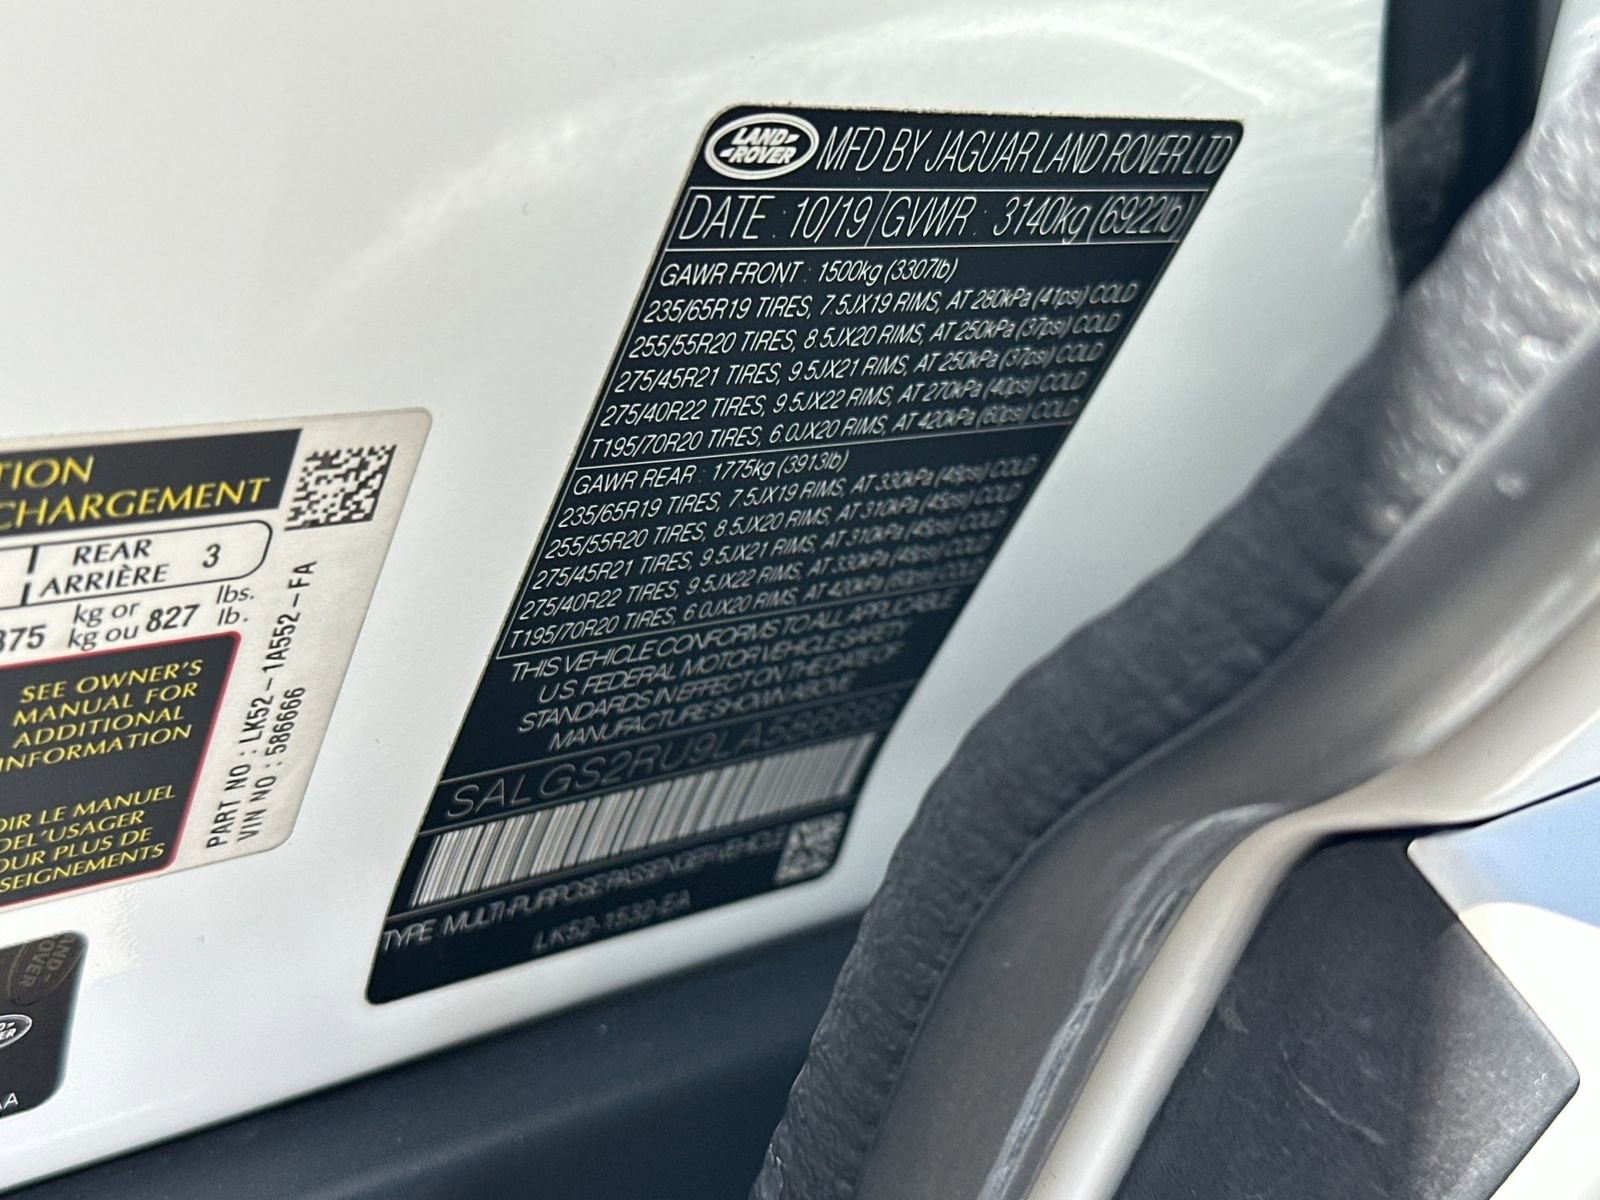 LAND-
-ROVER
MFD BY JAGUAR LAND ROVER LTD
DATE : 10/19 GVWR : 3140kg (6922lb)
GAWR FRONT : 1500kg (3307lb)
235/65R19 TIRES, 7.5JX19 RIMS, AT 280kPa (41psi) COLD
255/55R20 TIRES, 8.5JX20 RIMS, AT 250kPa (37psi) COLD
275/45R21 TIRES, 9.5JX21 RIMS, AT 250kPa (37psi) COLD
275/40R22 TIRES, 9.5JX22 RIMS, AT 270kPa (40psi) COLD
T195/70R20 TIRES, 6.0JX20 RIMS, AT 420kPa (60psi) COLD
GAWR REAR : 1775kg (3913lb)
235/65R19 TIRES, 7.5JX19 RIMS, AT 330kPa (48psi) COLD
255/55R20 TIRES, 8.5JX20 RIMS, AT 310kPa (45psi) COLD
275/45R21 TIRES, 9.5JX21 RIMS, AT 310kPa (45psi) COLD
275/40R22 TIRES, 9.5JX22 RIMS, AT 330kPa (48psi) COLD
T195/70R20 TIRES, 6.0JX20 RIMS, AT 420kPa (60psi) COLD
THIS VEHICLE CONFORMS TO ALL APPLICABLE
U.S. FEDERAL MOTOR VEHICLE SAFETY
STANDARDS IN EFFECT ON THE DATE OF
MANUFACTURE SHOWN ABOVE
SALGS2RU9LA586666
TYPE : MULTI-PURPOSE PASSENGER VEHICLE
LK52-1532-EA
TION
CHARGEMENT
REAR 3
ARRIÈRE
kg or 827 lbs.
375 kg ou lb.
SEE OWNER'S
MANUAL FOR
ADDITIONAL
INFORMATION
OIR LE MANUEL
DEL'USAGER
OUR PLUS DE
SEIGNEMENTS
PART NO : LK52-1A552-FA
VIN NO : 586666